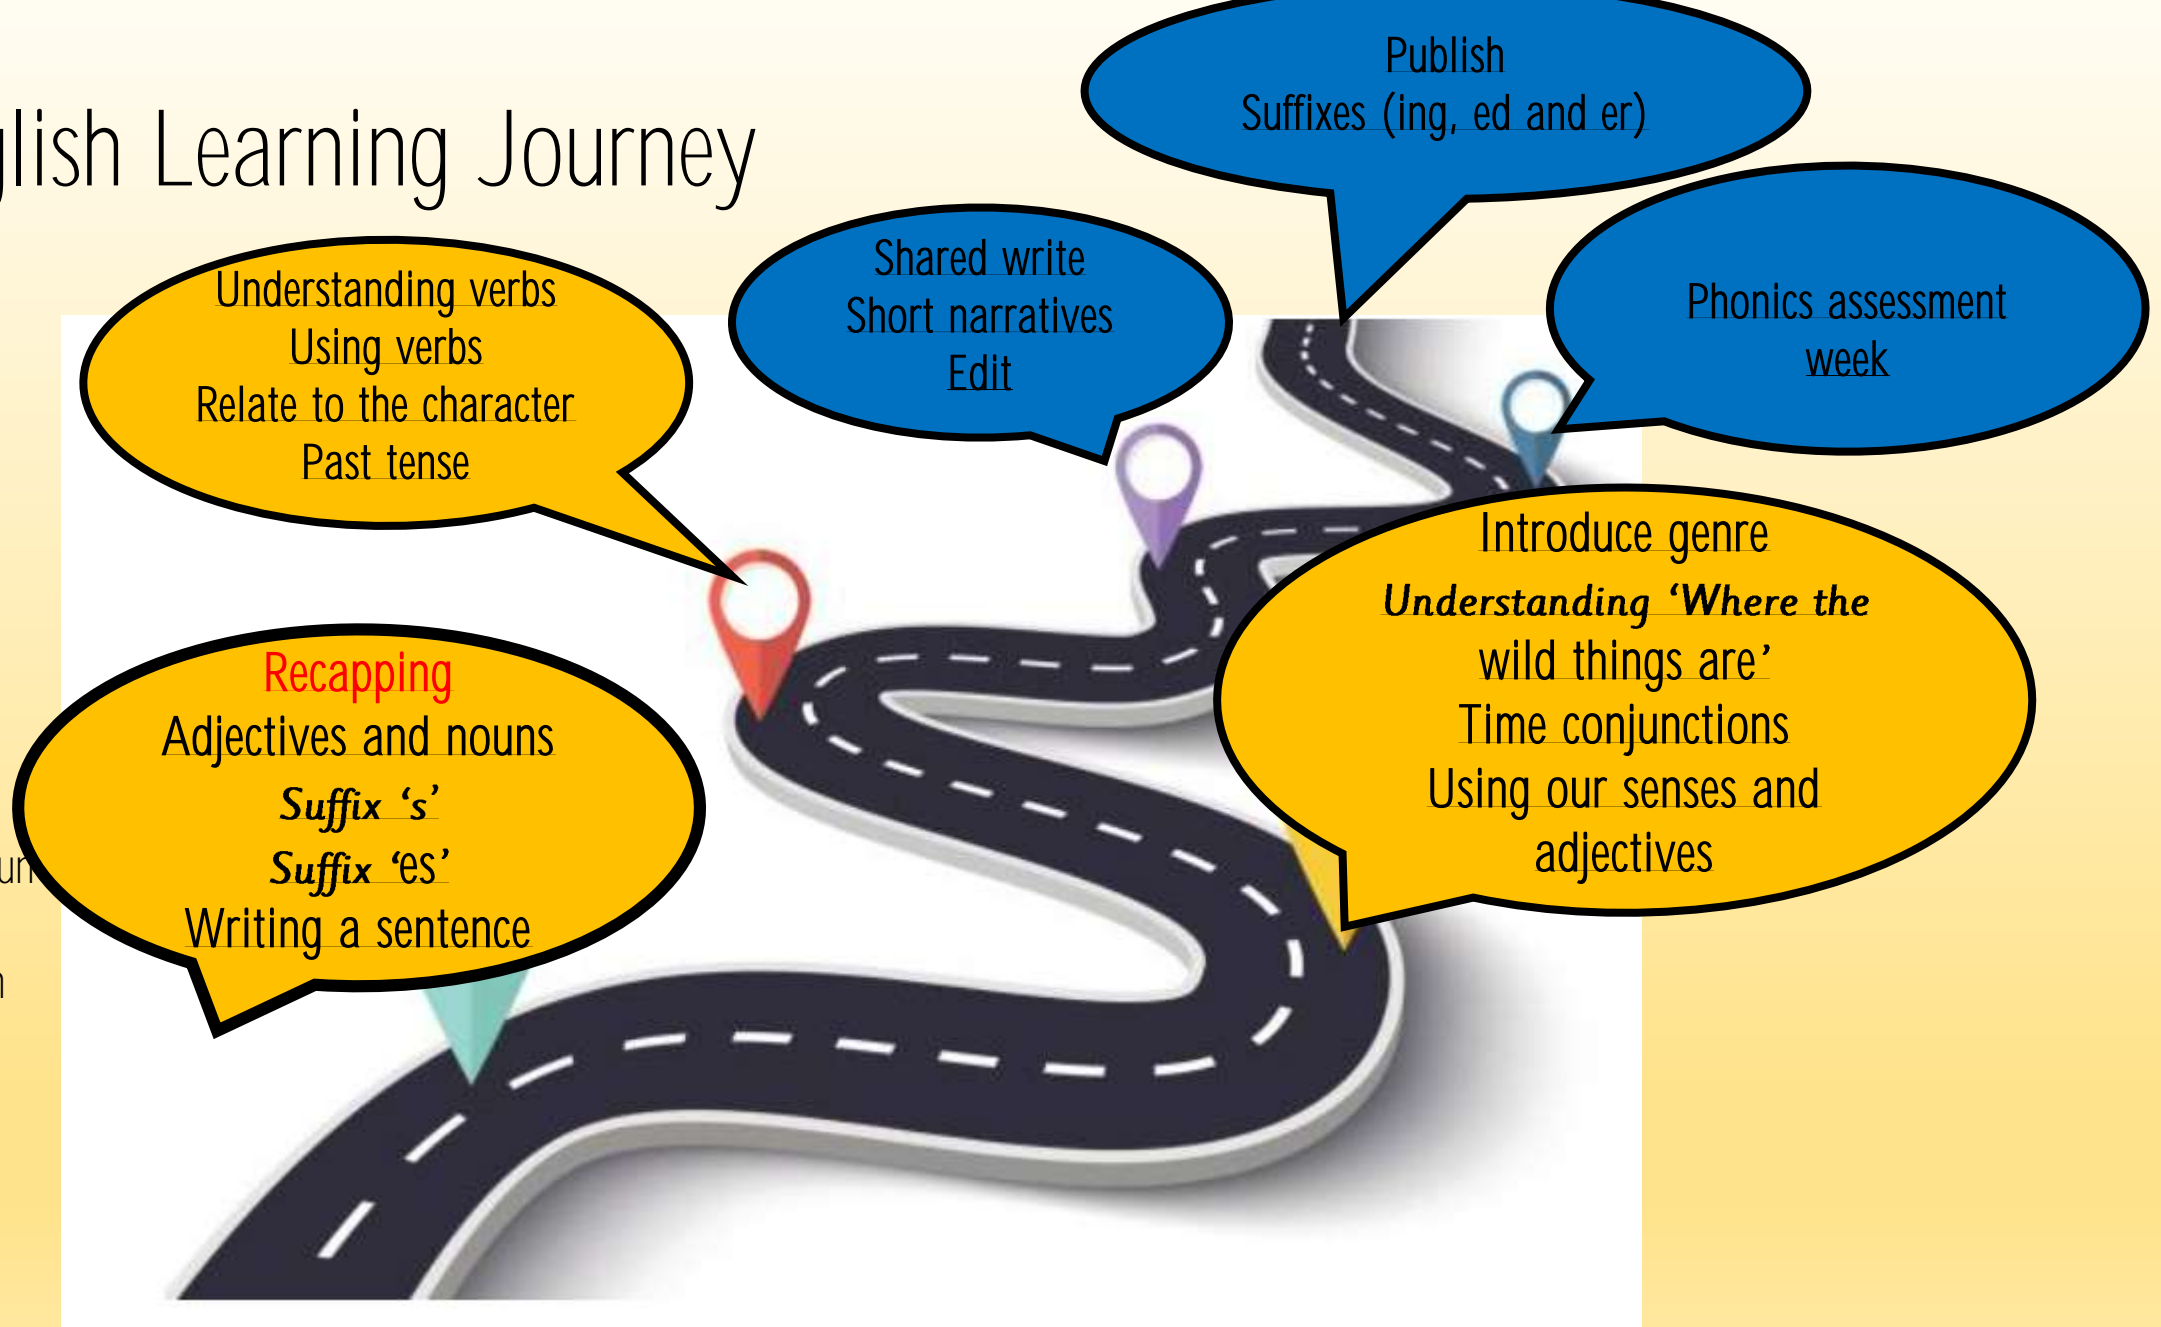 glish Learning Journey
Publish
Suffixes (ing, ed and er)
Understanding verbs
Using verbs
Relate to the character
Past tense
Shared write
Short narratives
Edit
Phonics assessment
week
Introduce genre
Understanding ‘Where the
wild things are’
Time conjunctions
Using our senses and
adjectives
Recapping
Adjectives and nouns
Suffix ‘s’
Suffix ‘es’
Writing a sentence